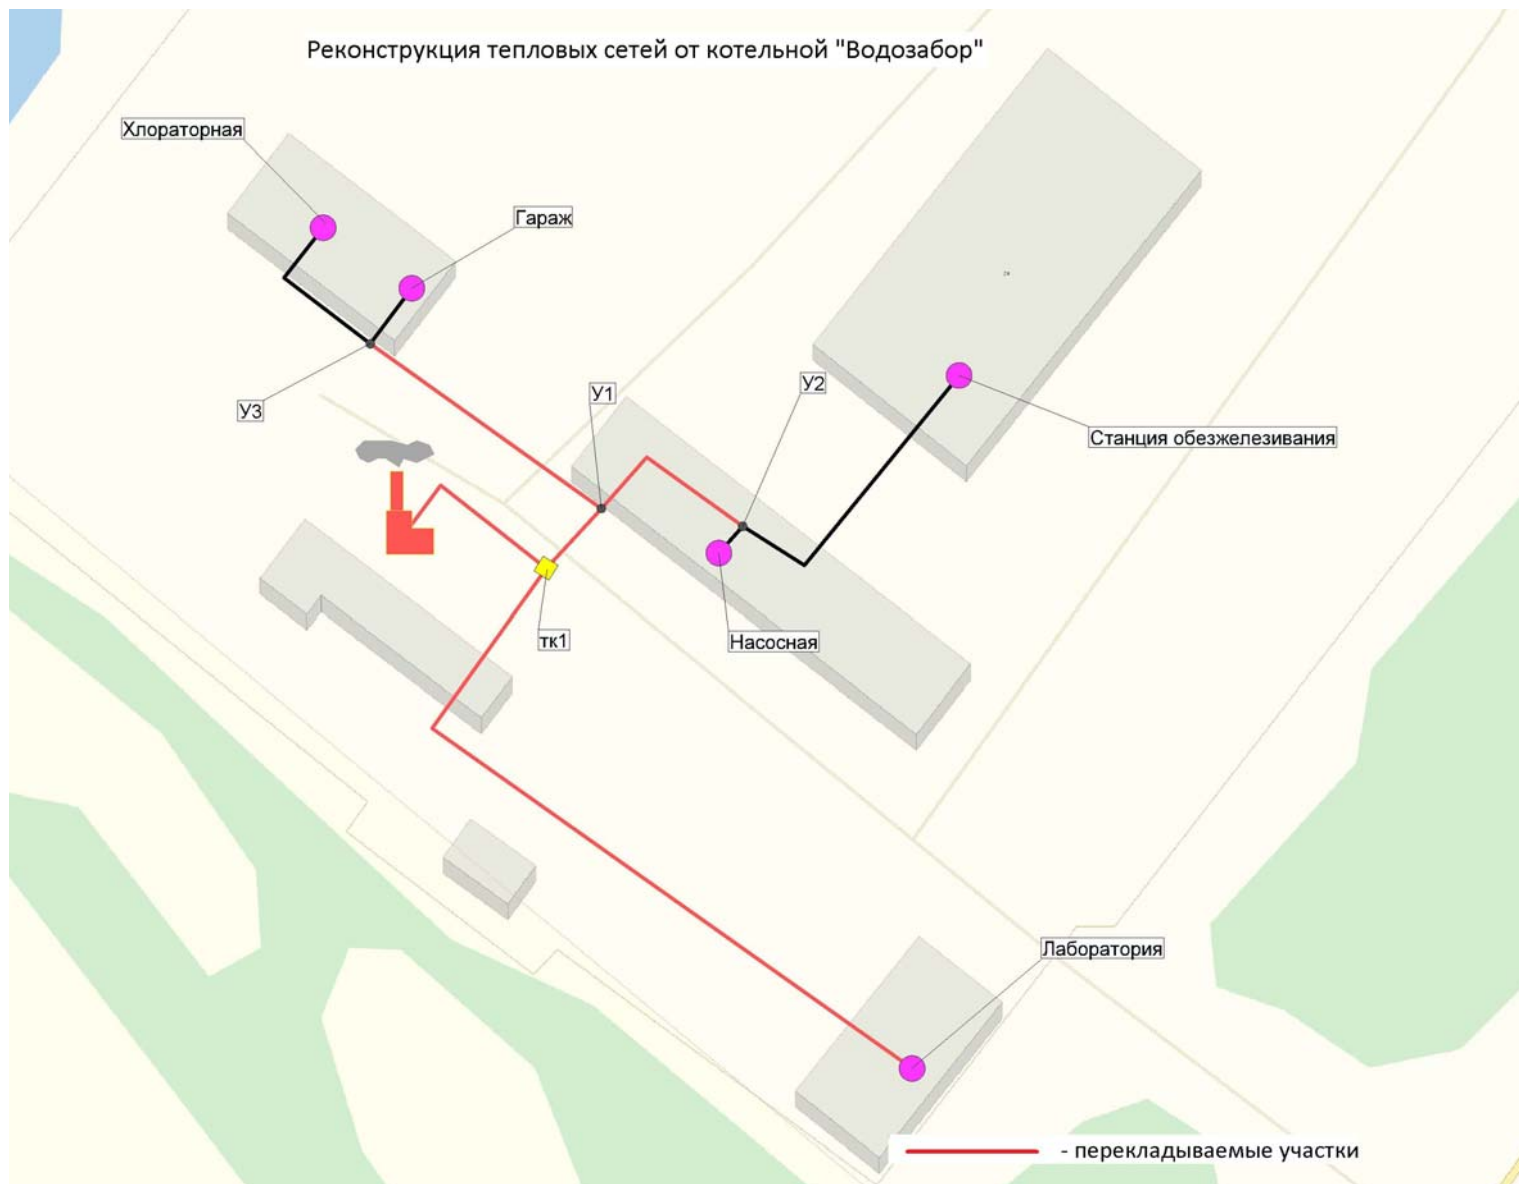 Реконструкция тепловых сетей от котельной "Водозабор"
Хлораторная
Гараж
У3
У1
У2
Станция обезжелезивания
тк1
Насосная
Лаборатория
- перекладываемые участки